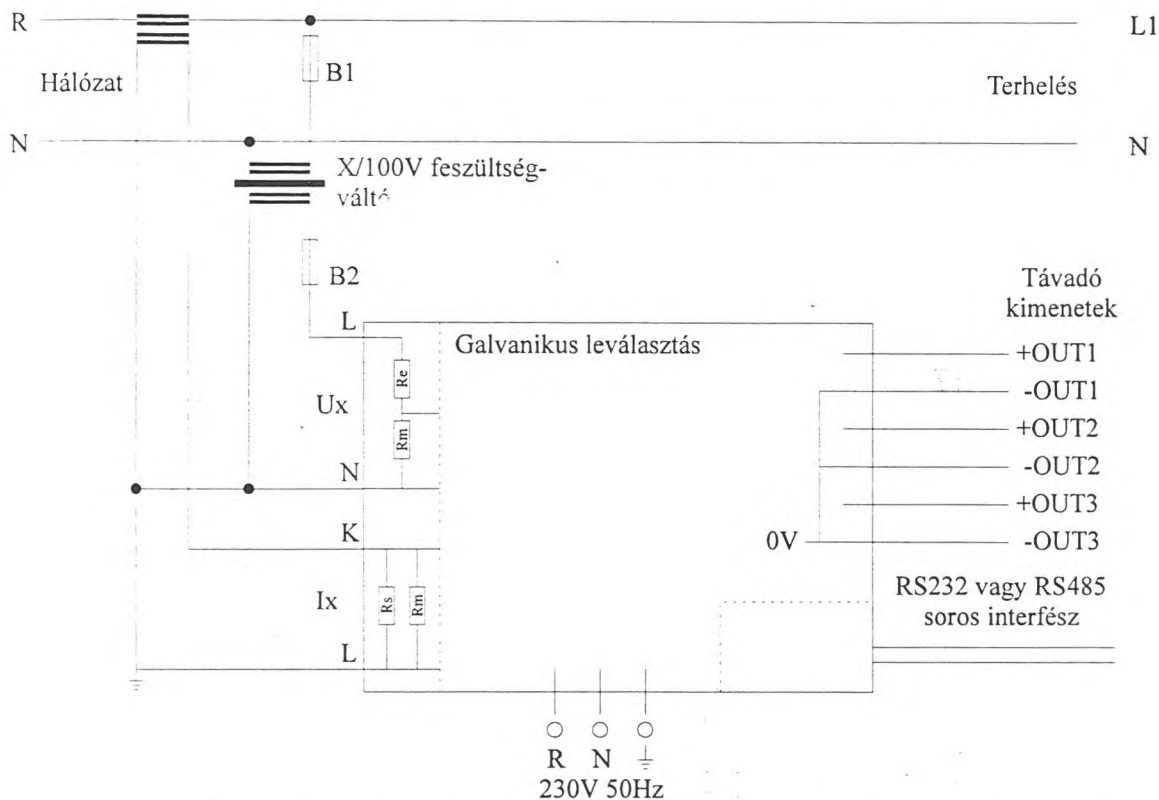 R
L1
B1
Hálózat
Terhelés
N
N
X/100V feszültség-
váltó
B2
Távadó
kimenetek
L
Galvanikus leválasztás
+OUT1
Re
-OUT1
Ux
+OUT2
Rm
-OUT2
N
+OUT3
K
0V
-OUT3
RS232 vagy RS485
soros interfész
Ix
Rs
Rm
L
R N
230V 50Hz